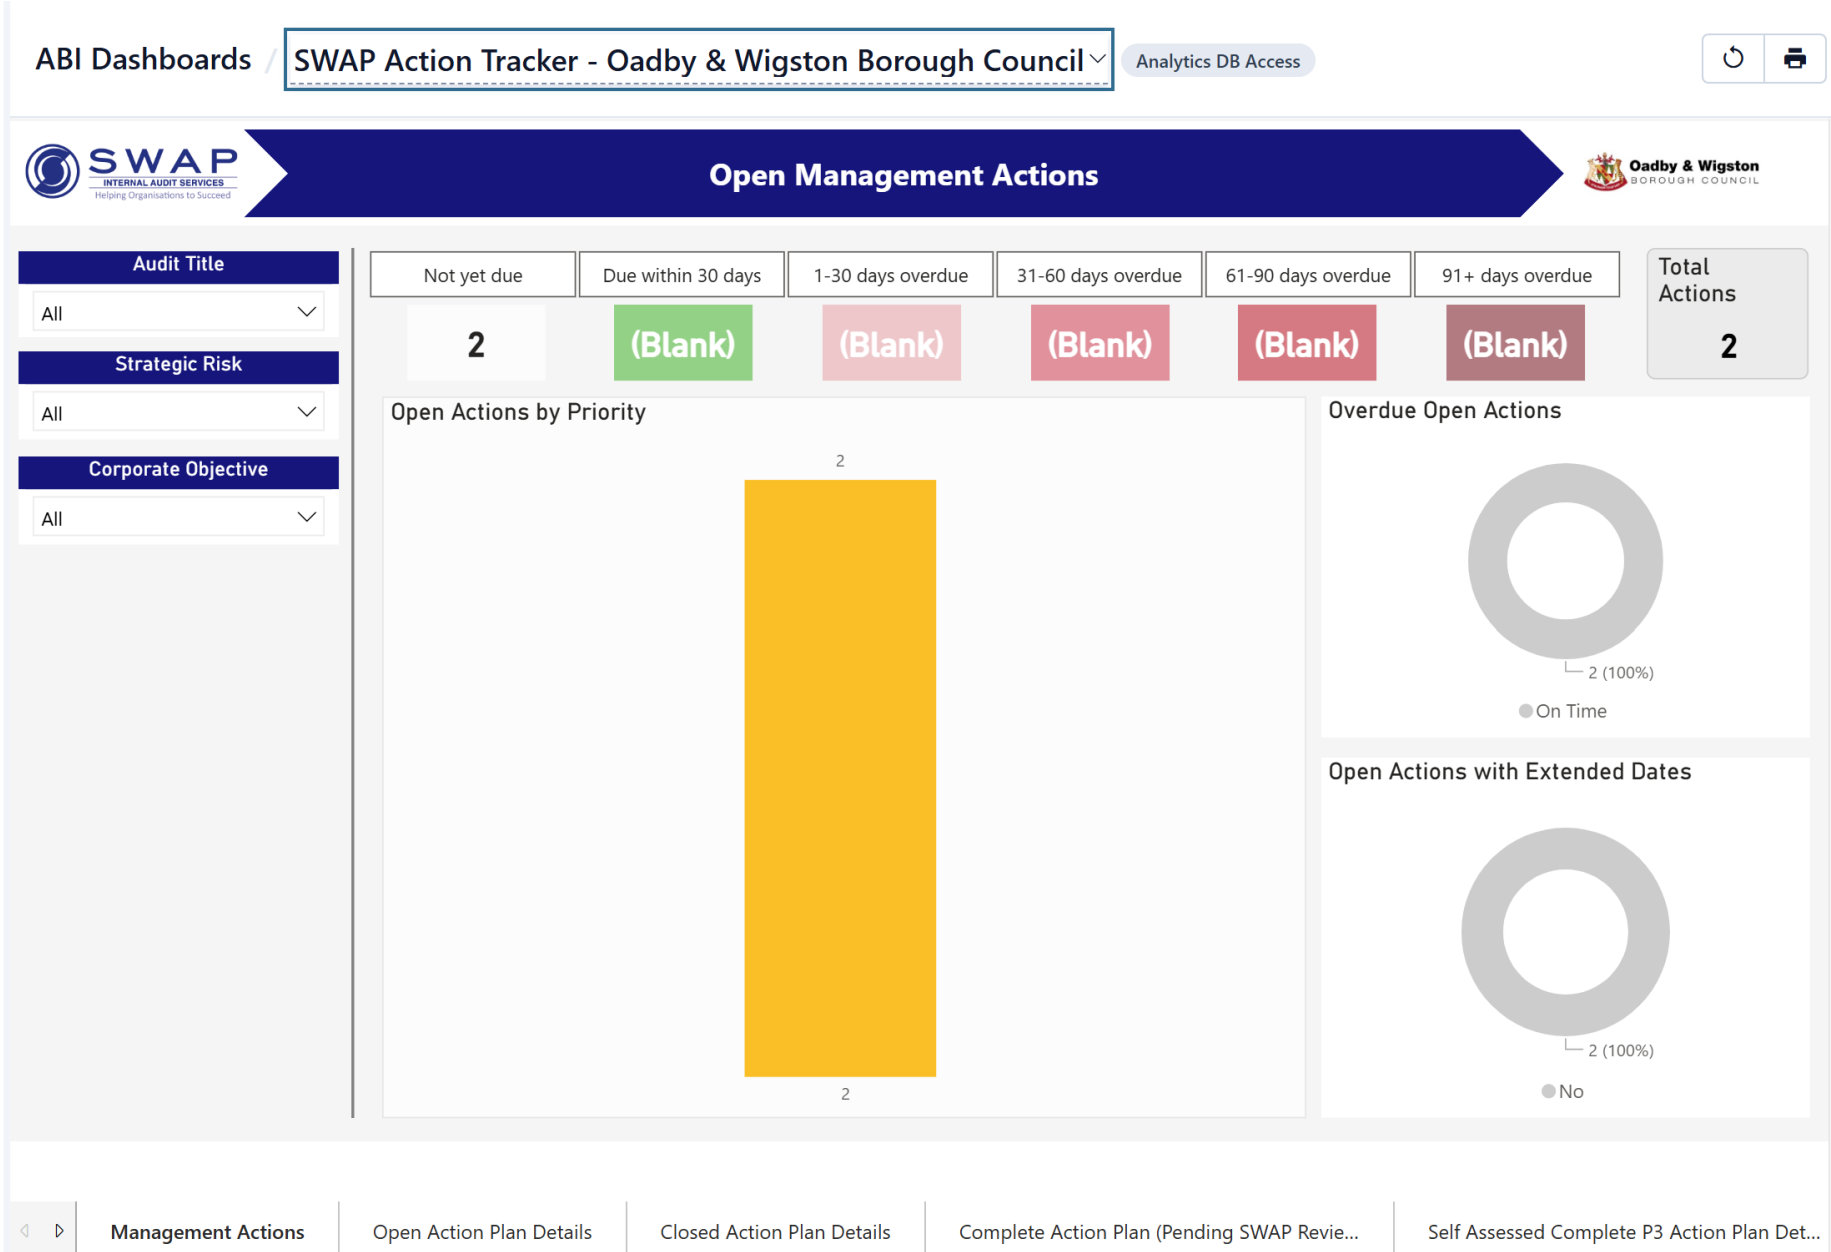 ABI Dashboards / SWAP Action Tracker - Oadby & Wigston Borough Council
Analytics DB Access
SWAP
INTERNAL AUDIT SERVICES
Helping Organisations to Succeed
Open Management Actions
Oadby & Wigston
BOROUGH COUNCIL
Audit Title
All
Strategic Risk
All
Corporate Objective
All
Not yet due
2
Due within 30 days
(Blank)
1-30 days overdue
(Blank)
31-60 days overdue
(Blank)
61-90 days overdue
(Blank)
91+ days overdue
(Blank)
Total
Actions
2
Open Actions by Priority
2
2
Overdue Open Actions
2 (100%)
On Time
Open Actions with Extended Dates
2 (100%)
No
Management Actions
Open Action Plan Details
Closed Action Plan Details
Complete Action Plan (Pending SWAP Revie...
Self Assessed Complete P3 Action Plan Det...